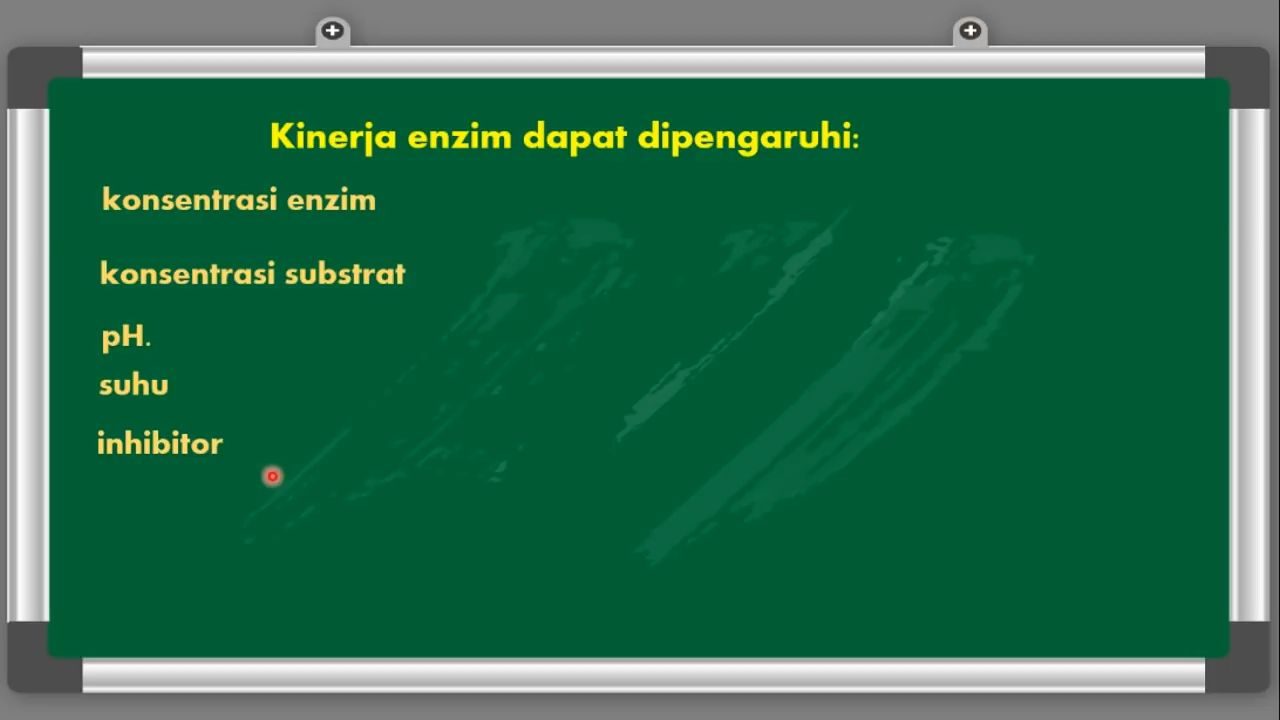 Kinerja enzim dapat dipengaruhi:
konsentrasi enzim
konsentrasi substrat
pH.
suhu
inhibitor